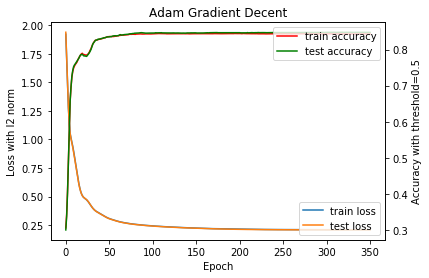 Adam Gradient Decent
2.00
1.75
1.50
1.25
1.00
0.75
0.50
0.25
Loss with l2 norm
0
50
100
150
200
250
300
350
Epoch
0.8
0.7
0.6
0.5
0.4
0.3
Accuracy with threshold=0.5
train accuracy
test accuracy
train loss
test loss